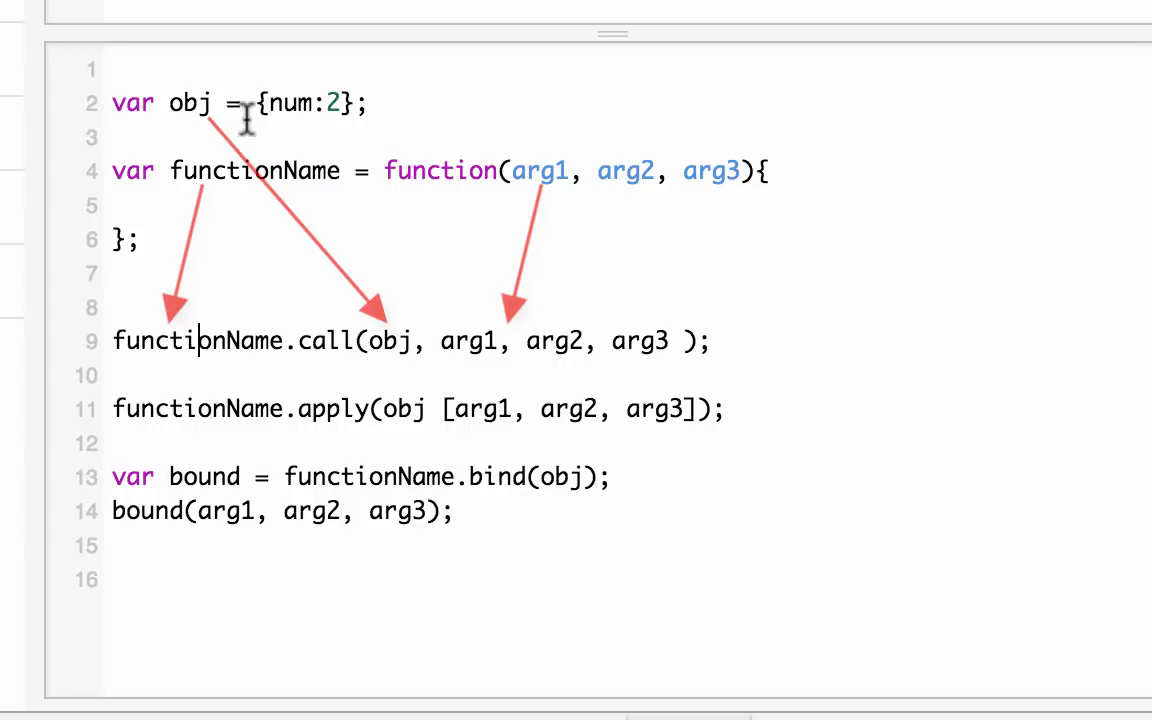 1
2 var obj = {num:2};
3
4 var functionName = function(arg1, arg2, arg3){
5
6 };
7
8
9 functionName.call(obj, arg1, arg2, arg3 );
10
11 functionName.apply(obj [arg1, arg2, arg3]);
12
13 var bound = functionName.bind(obj);
14 bound(arg1, arg2, arg3);
15
16